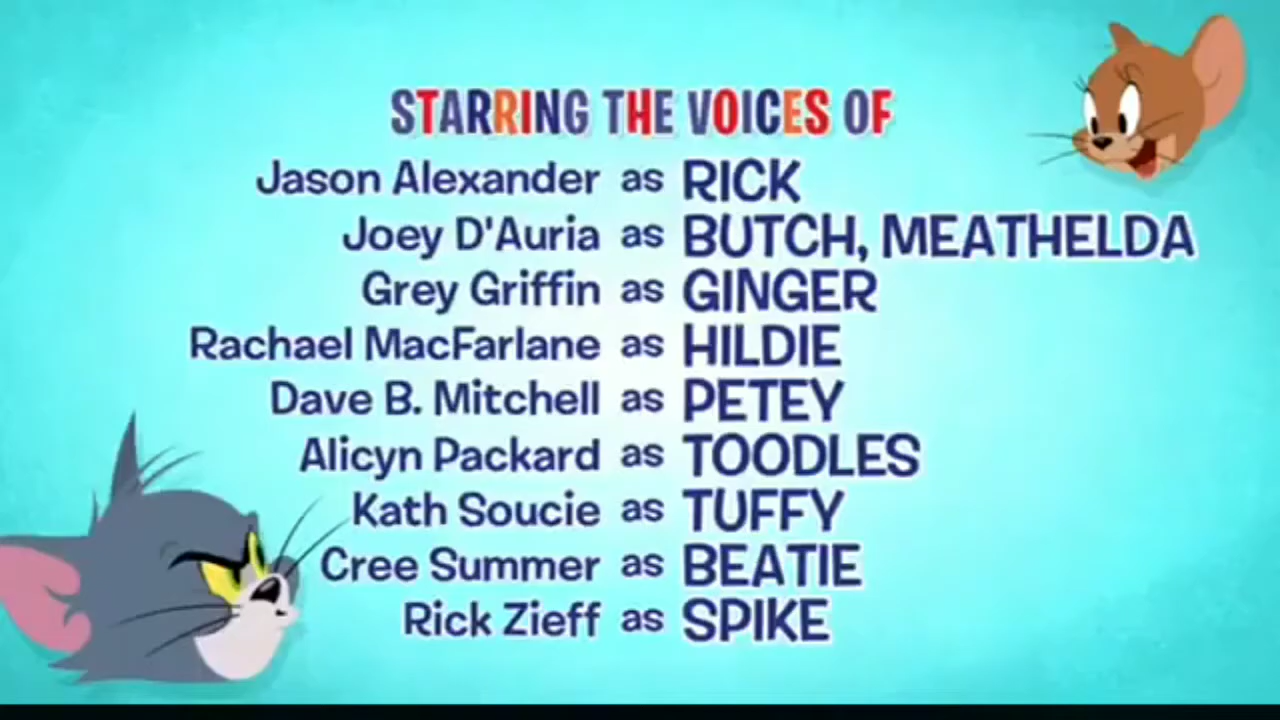 STARRING THE VOICES OF
Jason Alexander as RICK
Joey D'Auria as BUTCH, MEATHELDA
Grey Griffin as GINGER
Rachael MacFarlane as HILDIE
Dave B. Mitchell as PETEY
Alicyn Packard as TOODLES
Kath Soucie as TUFFY
Cree Summer as BEATIE
Rick Zieff as SPIKE